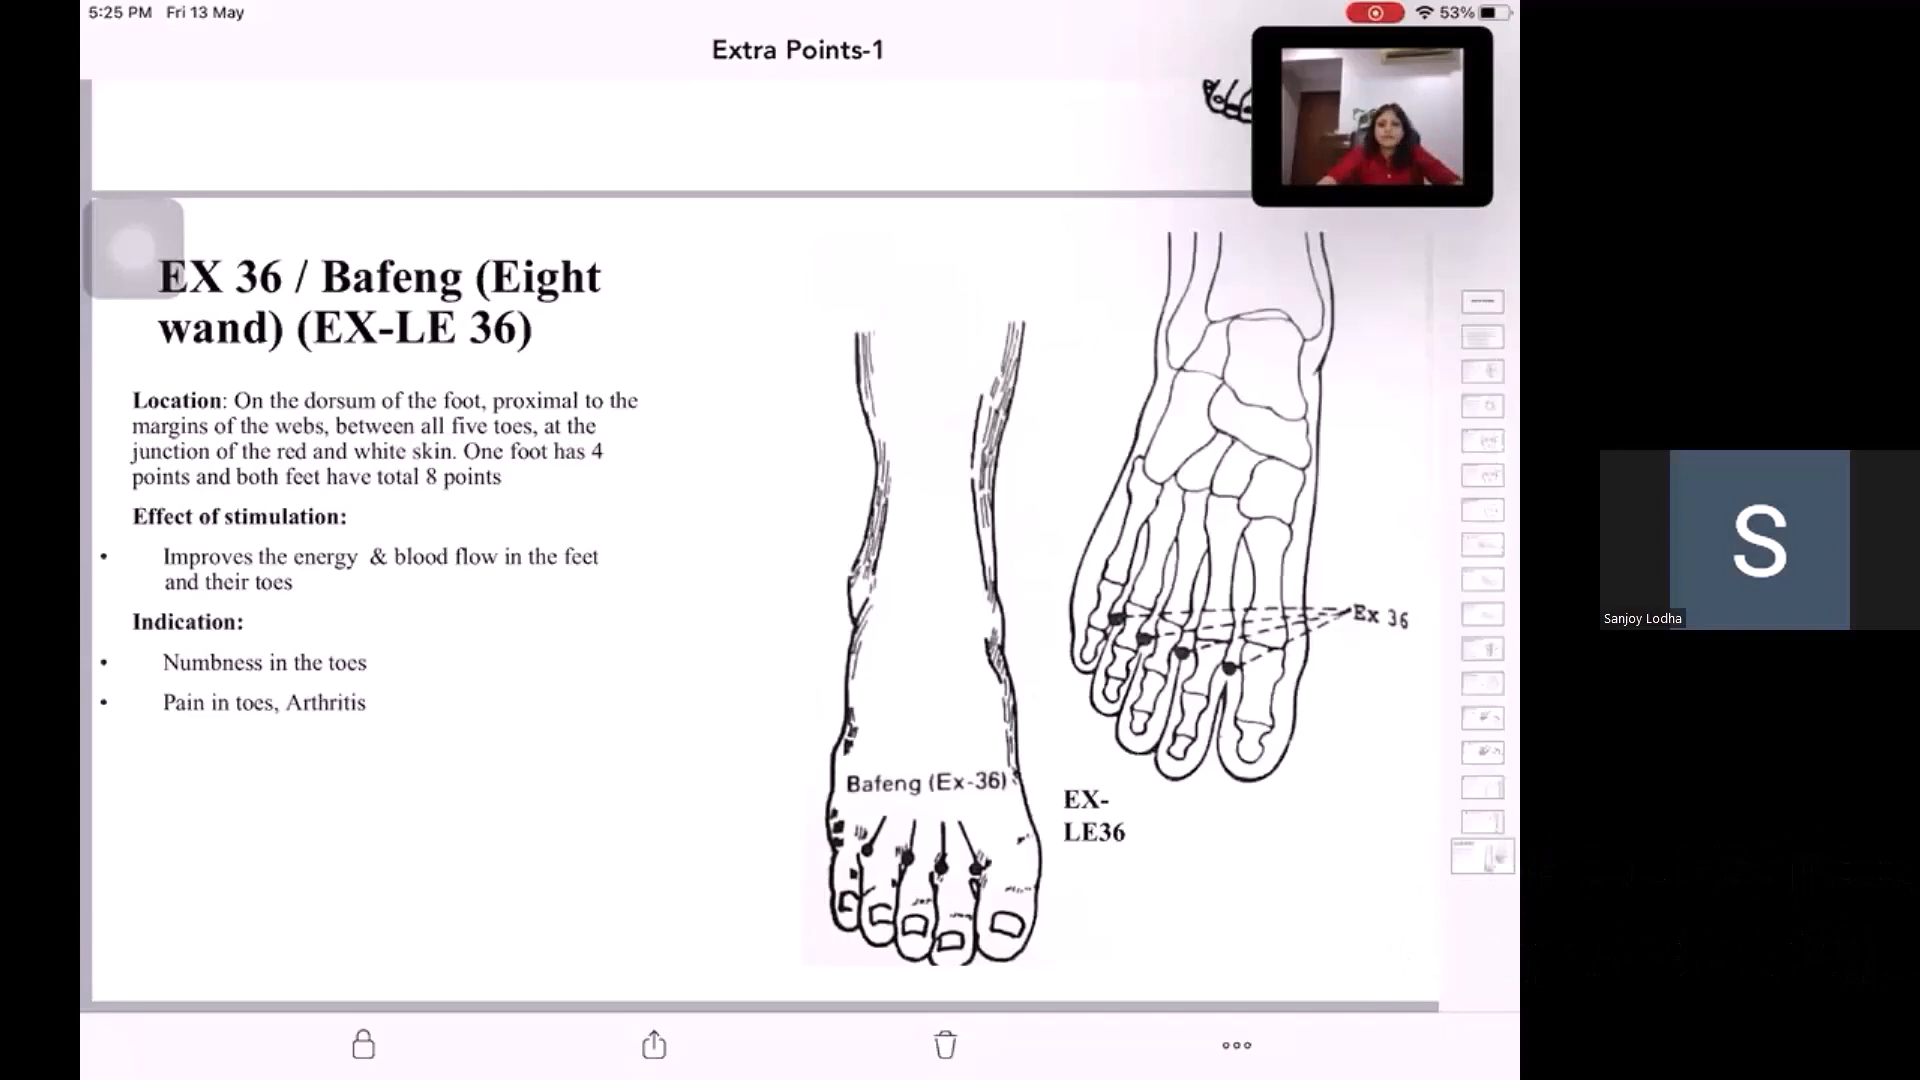 5:25 PM Fri 13 May
53%
Extra Points-1
EX 36 / Bafeng (Eight
wand) (EX-LE 36)
Location: On the dorsum of the foot, proximal to the
margins of the webs, between all five toes, at the
junction of the red and white skin. One foot has 4
points and both feet have total 8 points
Effect of stimulation:
• Improves the energy & blood flow in the feet
and their toes
Indication:
• Numbness in the toes
• Pain in toes, Arthritis
Bafeng (Ex-36)
Ex 36
EX-
LE36
S
Sanjoy Lodha